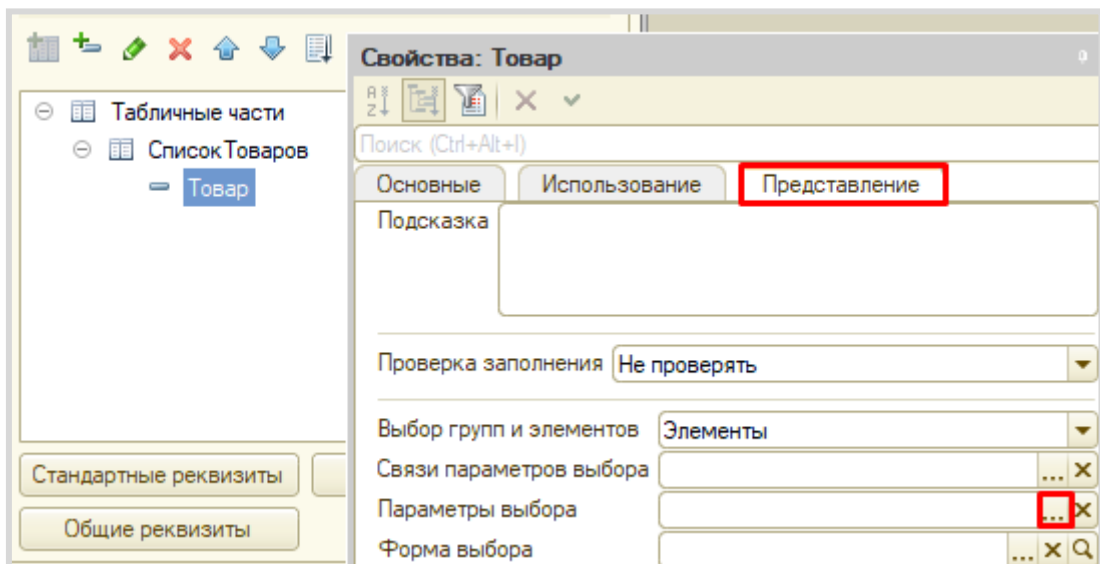 Свойства: Товар
Поиск (Ctrl+Alt+I)
Табличные части
СписокТоваров
Товар
Основные
Использование
Представление
Подсказка
Проверка заполнения Не проверять
Выбор групп и элементов Элементы
Связи параметров выбора ...
Параметры выбора ...
Форма выбора ...
Стандартные реквизиты
Общие реквизиты